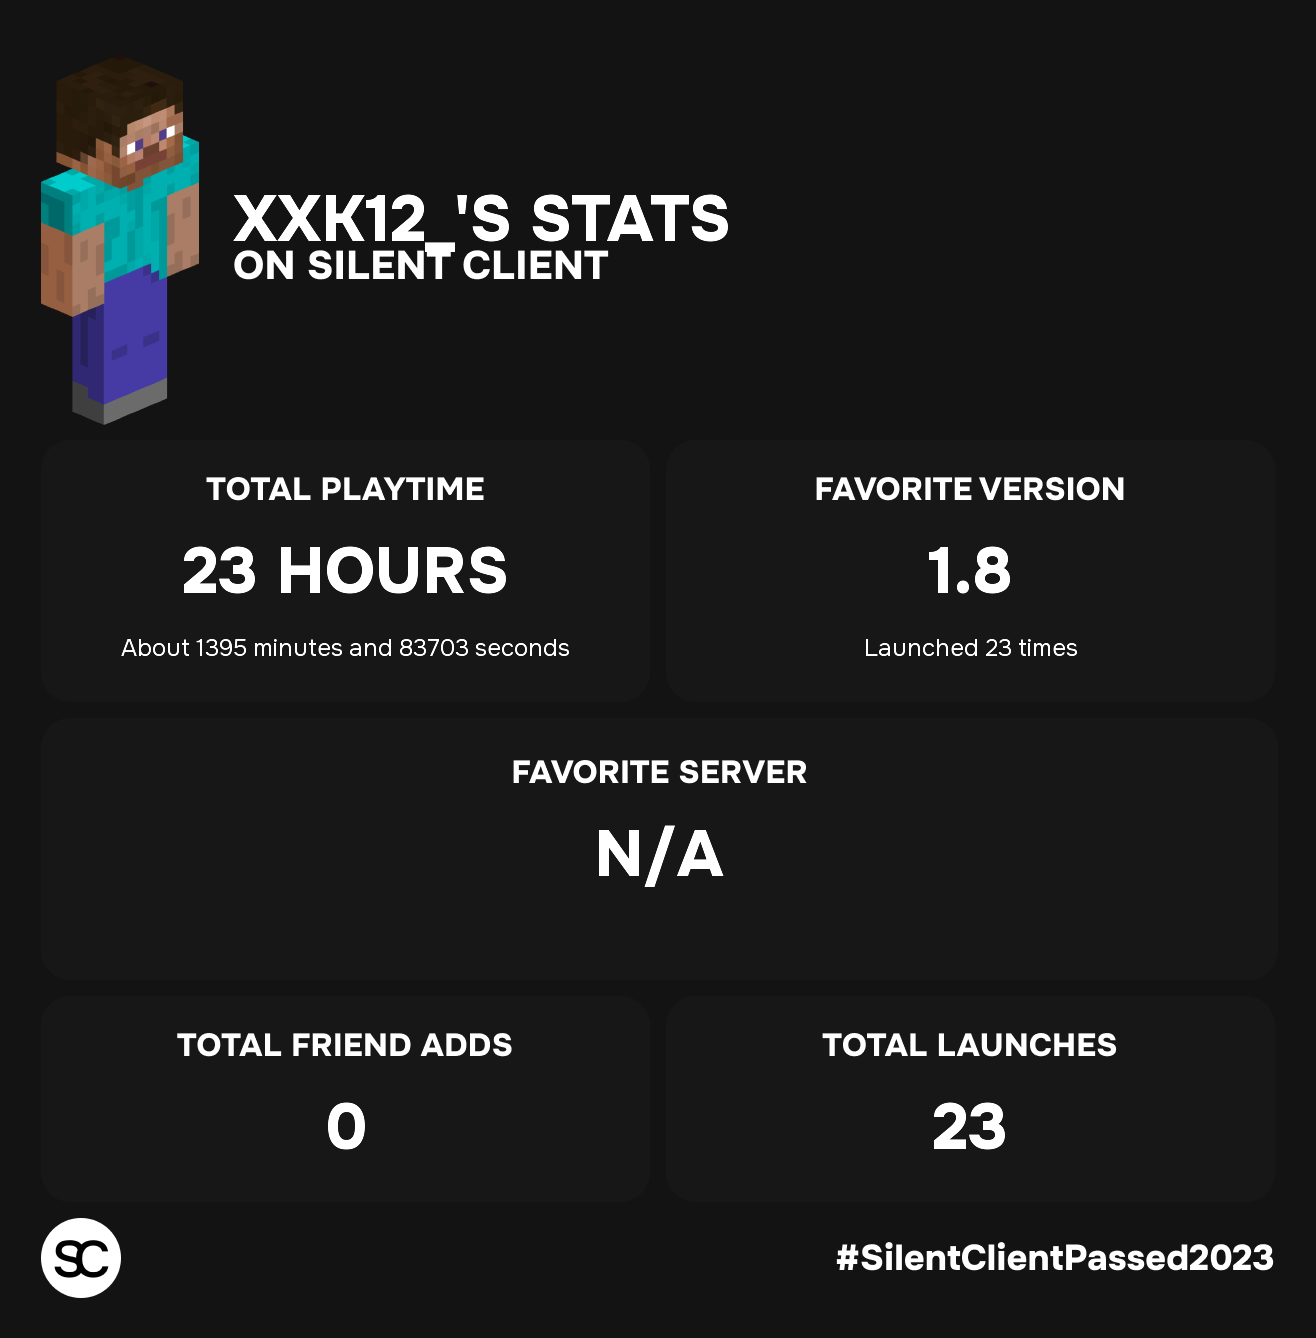 XXK12_'S STATS
ON SILENT CLIENT
TOTAL PLAYTIME
23 HOURS
About 1395 minutes and 83703 seconds
FAVORITE VERSION
1.8
Launched 23 times
FAVORITE SERVER
N/A
TOTAL FRIEND ADDS
0
TOTAL LAUNCHES
23
SC
#SilentClientPassed2023